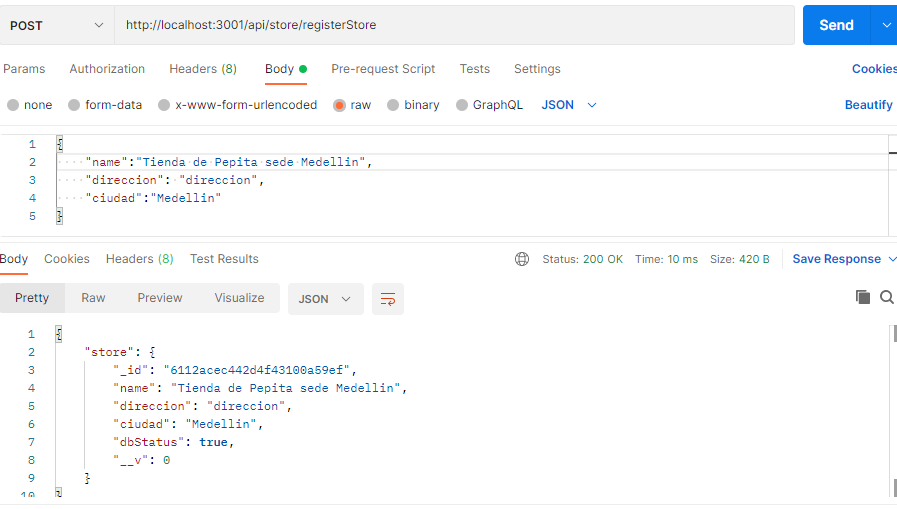 POST http://localhost:3001/api/store/registerStore Send
Params Authorization Headers (8) Body Pre-request Script Tests Settings Cookies
none form-data x-www-form-urlencoded raw binary GraphQL JSON Beautify
1 {
2 "name":"Tienda de Pepita sede Medellin",
3 "direccion": "direccion",
4 "ciudad":"Medellin"
5 }
Body Cookies Headers (8) Test Results Status: 200 OK Time: 10 ms Size: 420 B Save Response
Pretty Raw Preview Visualize JSON
1 {
2 "store": {
3 "_id": "6112acec442d4f43100a59ef",
4 "name": "Tienda de Pepita sede Medellin",
5 "direccion": "direccion",
6 "ciudad": "Medellin",
7 "dbStatus": true,
8 "__v": 0
9 }
10 }